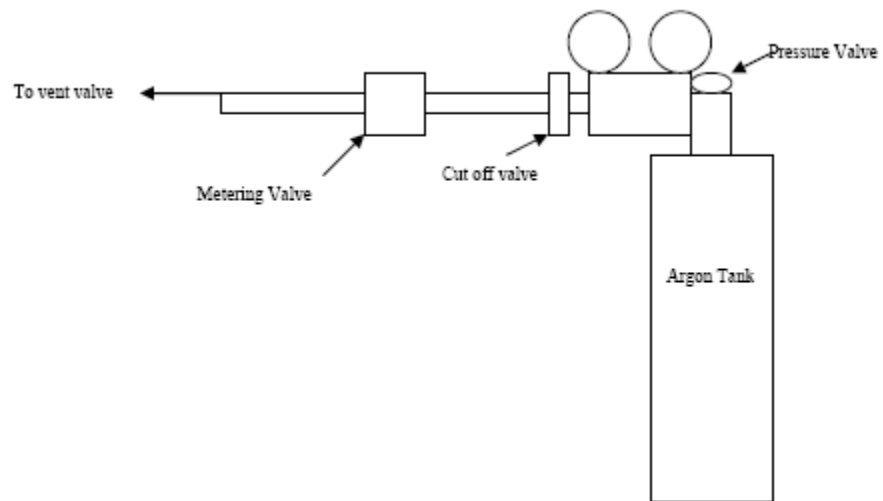 Pressure Valve
To vent valve
Cut off valve
Metering Valve
Argon Tank